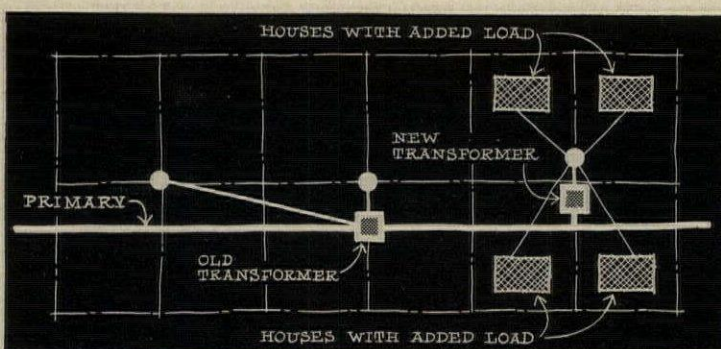 HOUSES WITH ADDED LOAD
NEW
TRANSFORMER
PRIMARY
OLD
TRANSFORMER
HOUSES WITH ADDED LOAD